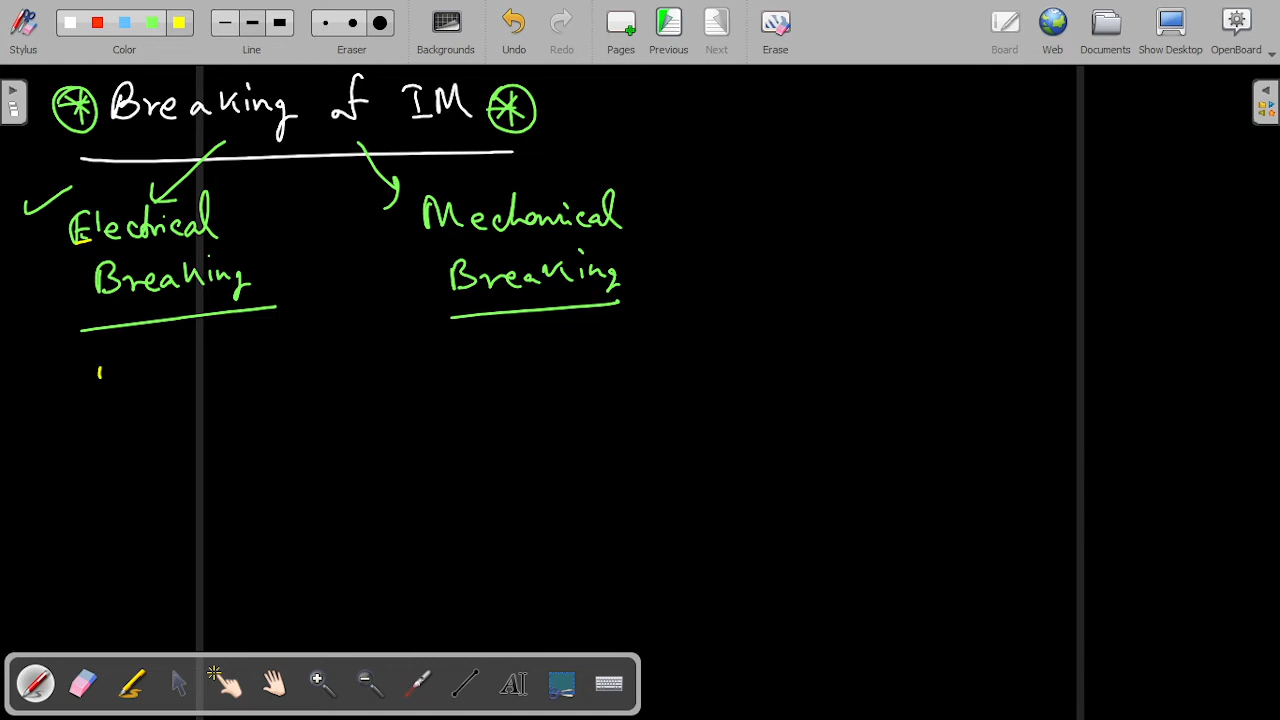 Stylus
Color
Line
Eraser
Backgrounds
Undo
Redo
Pages
Previous
Next
Erase
Board
Web
Documents
Show Desktop
OpenBoard
Breaking of IM
Electrical
Breaking
Mechanical
Breaking
AI